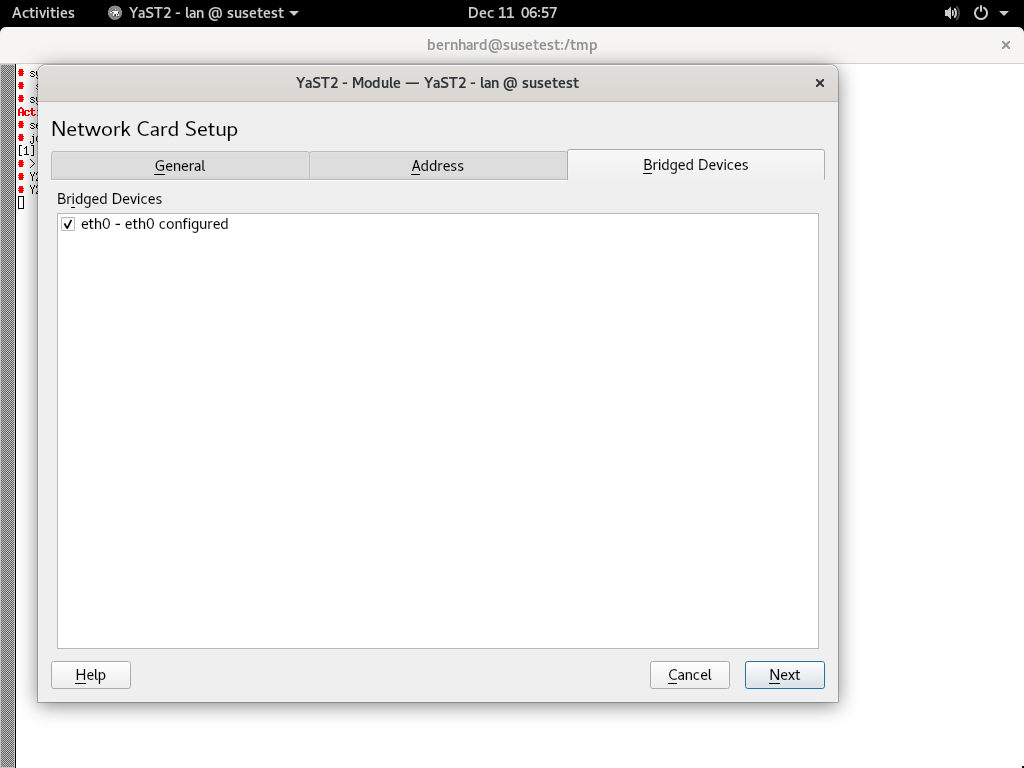 Activities
YaST2 - lan @ susetest
Dec 11 06:57
bernhard@susetest:/tmp
YaST2 - Module — YaST2 - lan @ susetest
Network Card Setup
General
Address
Bridged Devices
Bridged Devices
eth0 - eth0 configured
[1]
# >
Help
Cancel
Next